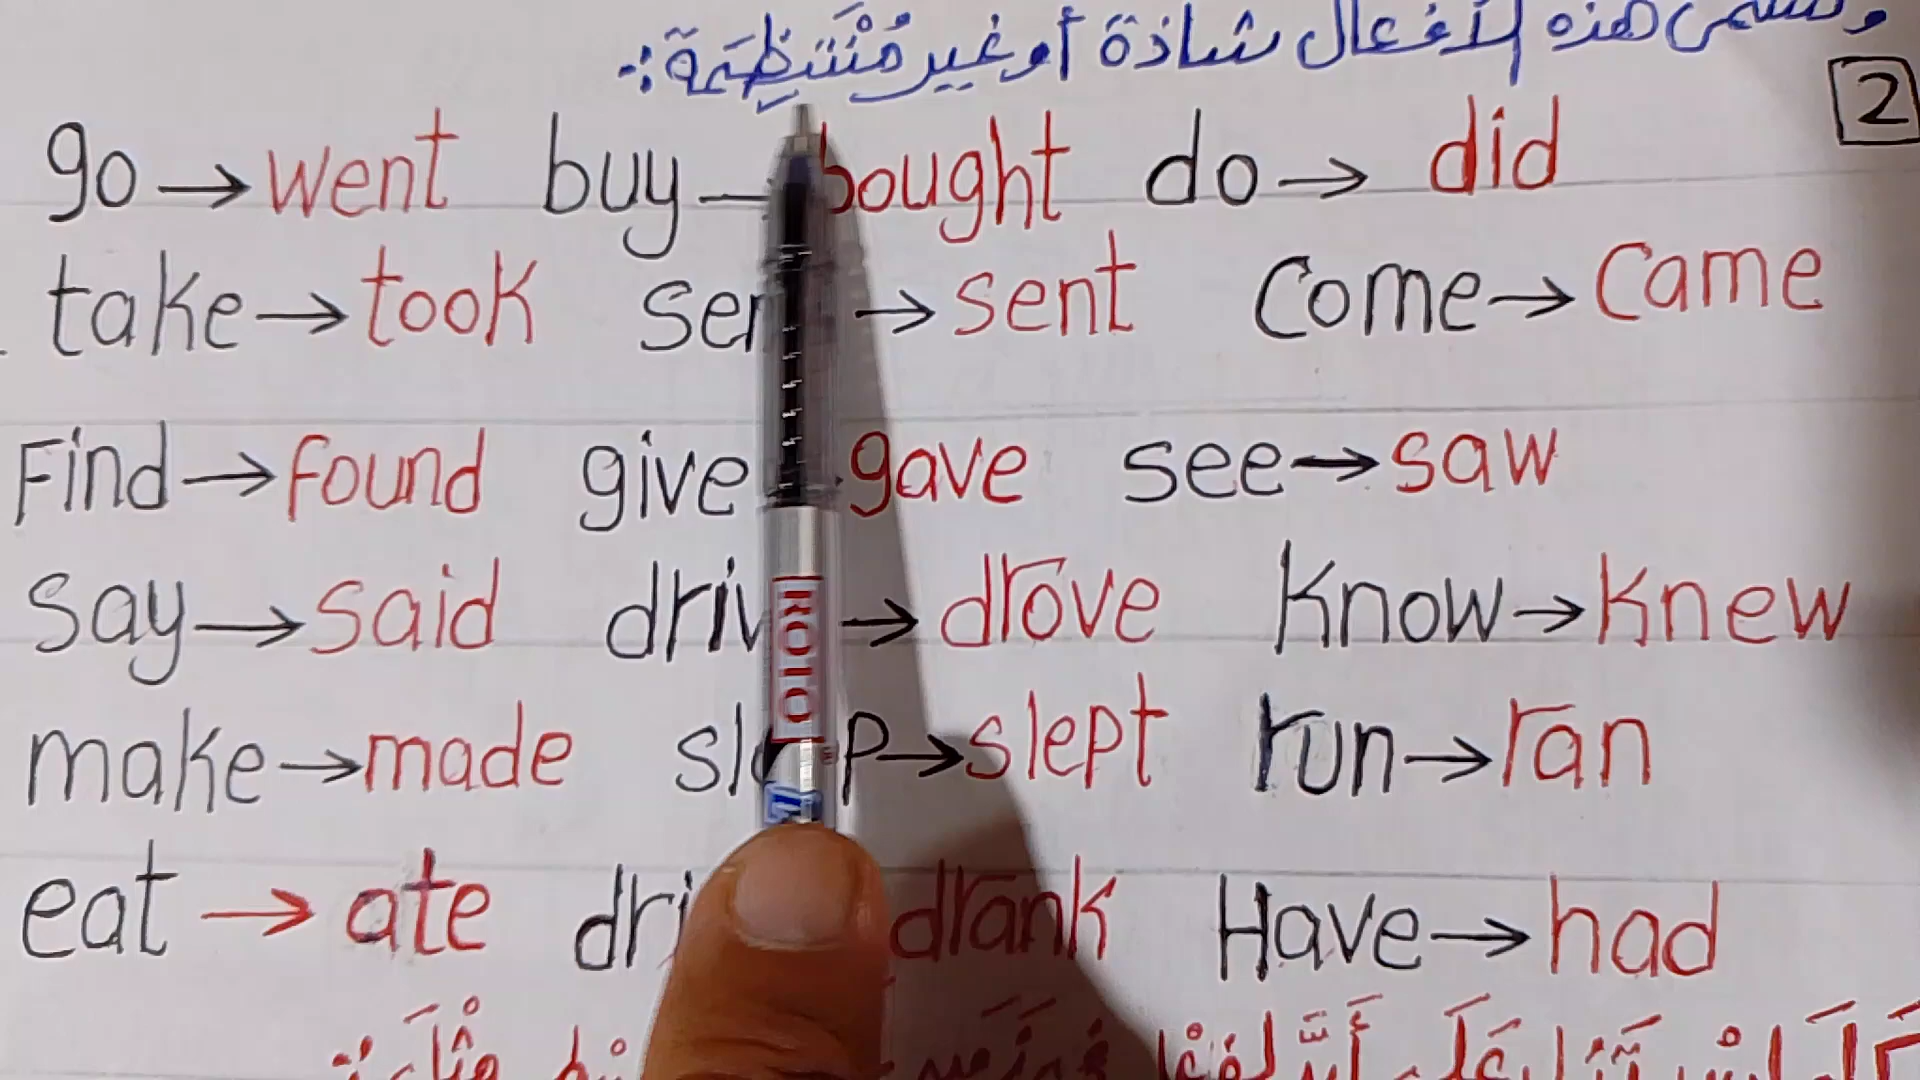 وتسمى هذه الأفعال شاذة أو غير مُنْتَظِمَة :-
2
go → went buy → bought do → did
take → took → sent Come → Came
Find → Found give gave see → saw
Say → said → drove Know → Knew
make → made → slept run → ran
eat → ate drank Have → had
ROTO